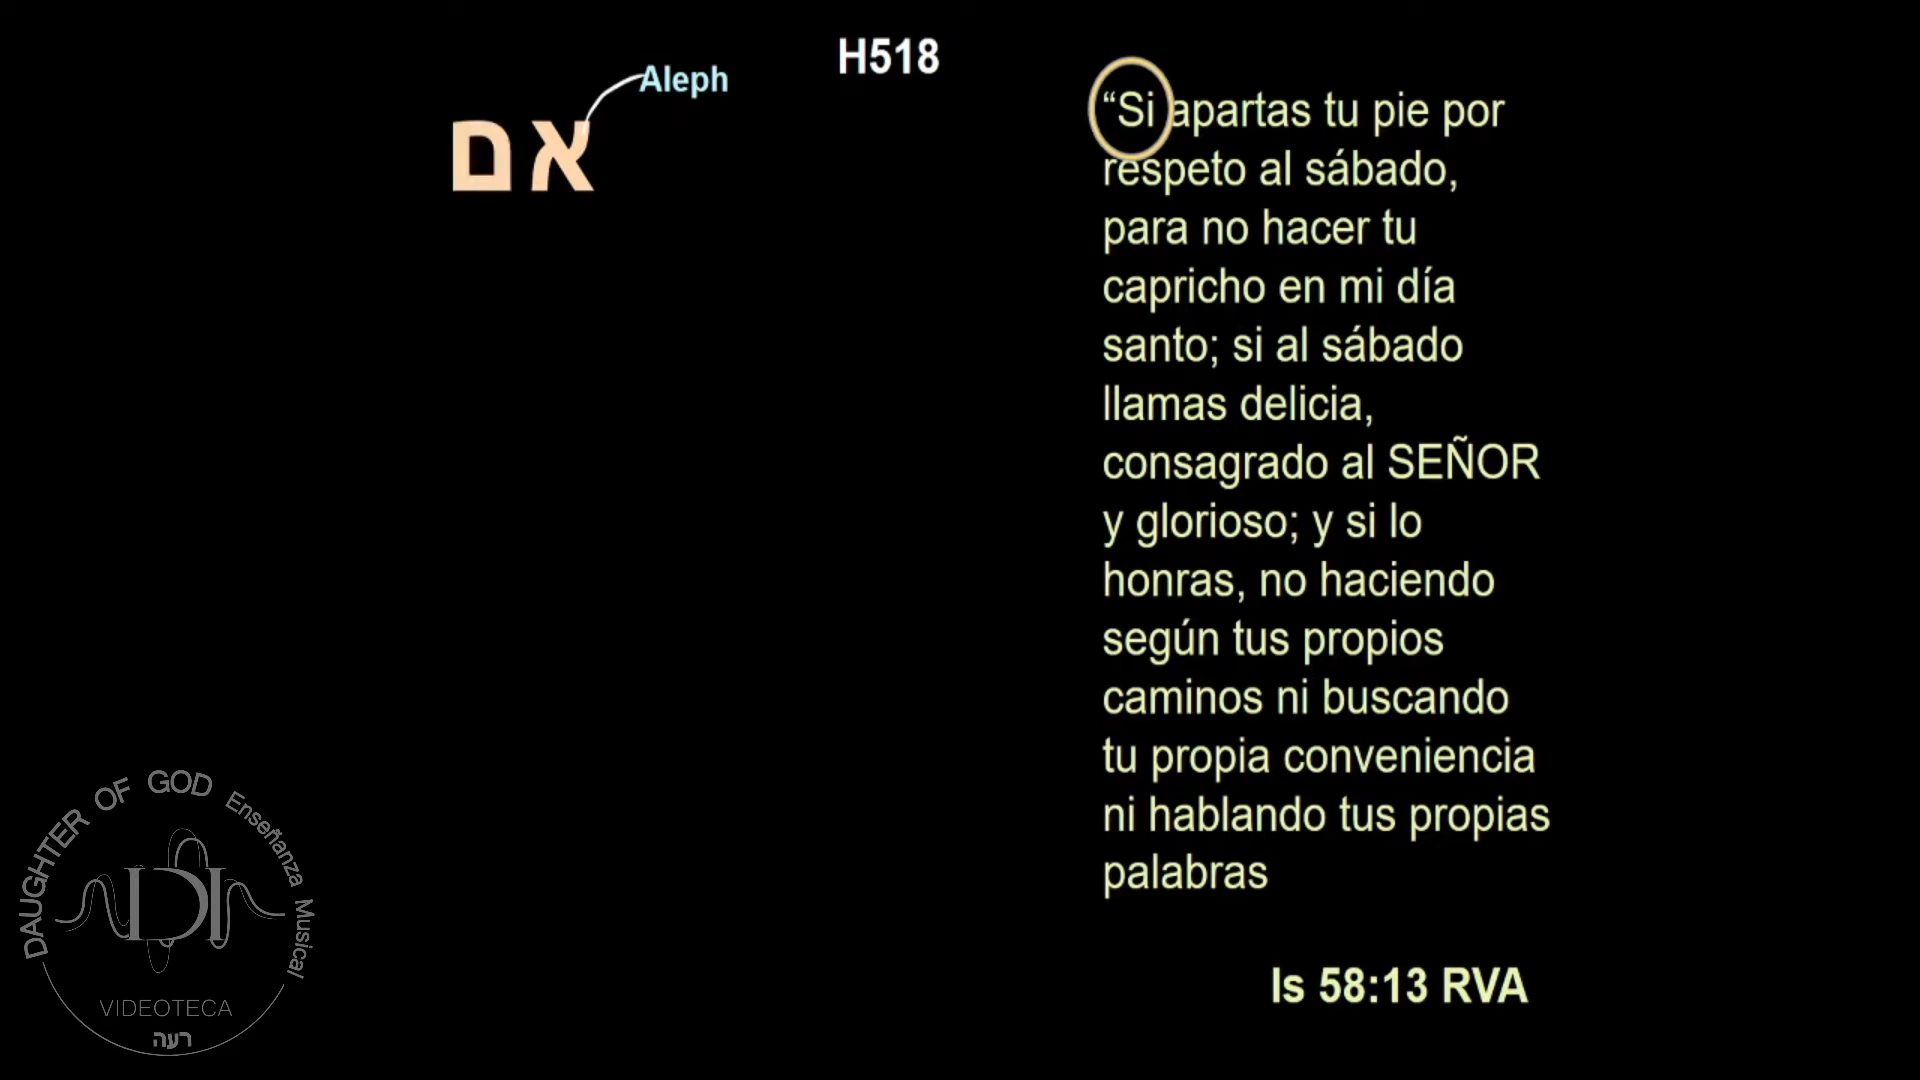 H518
Aleph
אם
“Si apartas tu pie por
respeto al sábado,
para no hacer tu
capricho en mi día
santo; si al sábado
llamas delicia,
consagrado al SEÑOR
y glorioso; y si lo
honras, no haciendo
según tus propios
caminos ni buscando
tu propia conveniencia
ni hablando tus propias
palabras
Is 58:13 RVA
DAUGHTER OF GOD Enseñanza Musical
VIDEOTECA
רעה